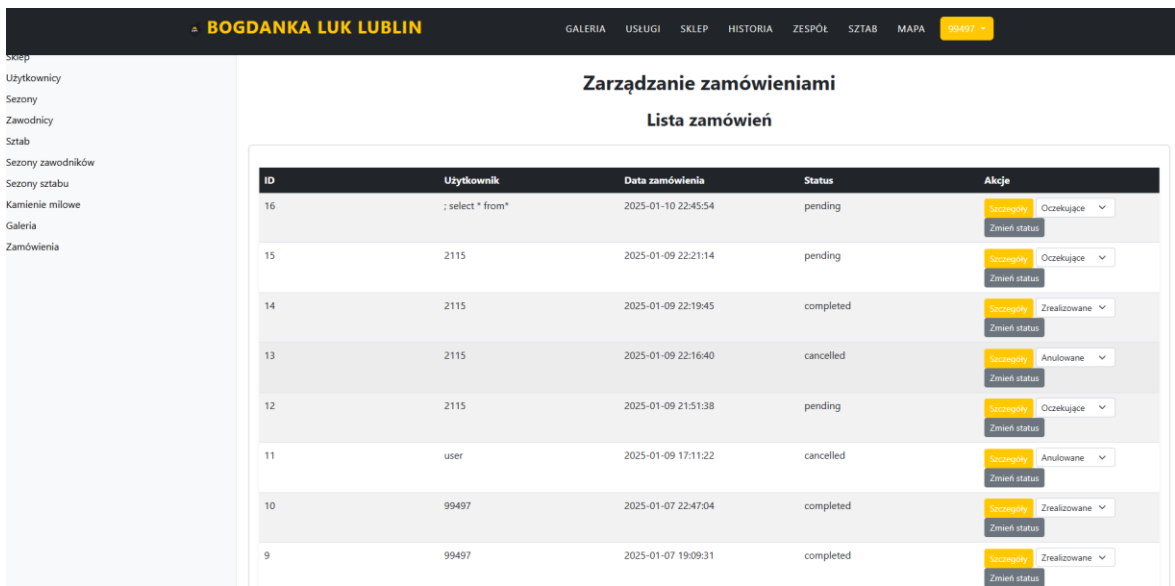 BOGDANKA LUK LUBLIN
GALERIA USŁUGI SKLEP HISTORIA ZESPÓŁ SZTAB MAPA 99497
Sklep
Użytkownicy
Sezony
Zawodnicy
Sztab
Sezony zawodników
Sezony sztabu
Kamienie milowe
Galeria
Zamówienia
Zarządzanie zamówieniami
Lista zamówień
ID Użytkownik Data zamówienia Status Akcje
16 ; select * from* 2025-01-10 22:45:54 pending Szczegóły Oczekujące
Zmień status
15 2115 2025-01-09 22:21:14 pending Szczegóły Oczekujące
Zmień status
14 2115 2025-01-09 22:19:45 completed Szczegóły Zrealizowane
Zmień status
13 2115 2025-01-09 22:16:40 cancelled Szczegóły Anulowane
Zmień status
12 2115 2025-01-09 21:51:38 pending Szczegóły Oczekujące
Zmień status
11 user 2025-01-09 17:11:22 cancelled Szczegóły Anulowane
Zmień status
10 99497 2025-01-07 22:47:04 completed Szczegóły Zrealizowane
Zmień status
9 99497 2025-01-07 19:09:31 completed Szczegóły Zrealizowane
Zmień status